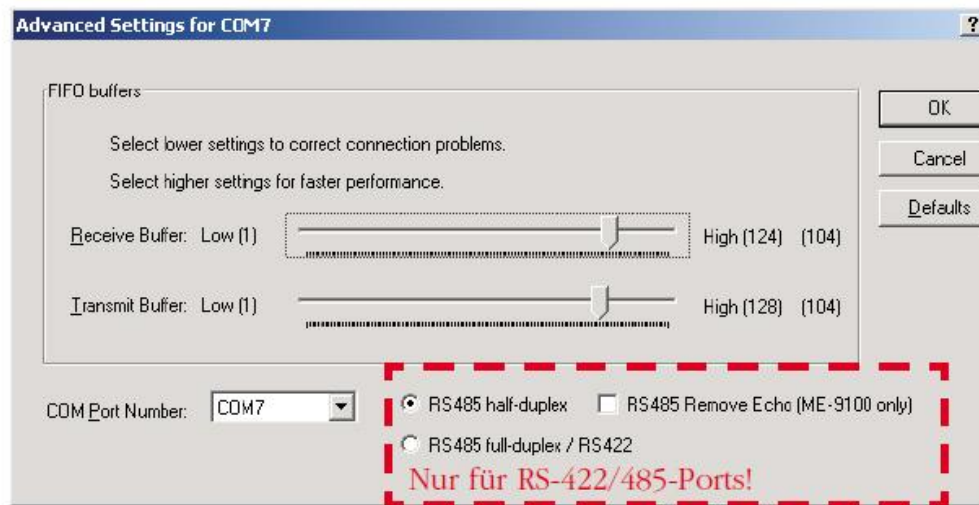 Advanced Settings for COM7
?
FIFO buffers
Select lower settings to correct connection problems.
Select higher settings for faster performance.
Receive Buffer: Low (1) High (124) (104)
Transmit Buffer: Low (1) High (128) (104)
OK
Cancel
Defaults
COM Port Number: COM7
RS485 half-duplex RS485 Remove Echo (ME-9100 only)
RS485 full-duplex / RS422
Nur für RS-422/485-Ports!